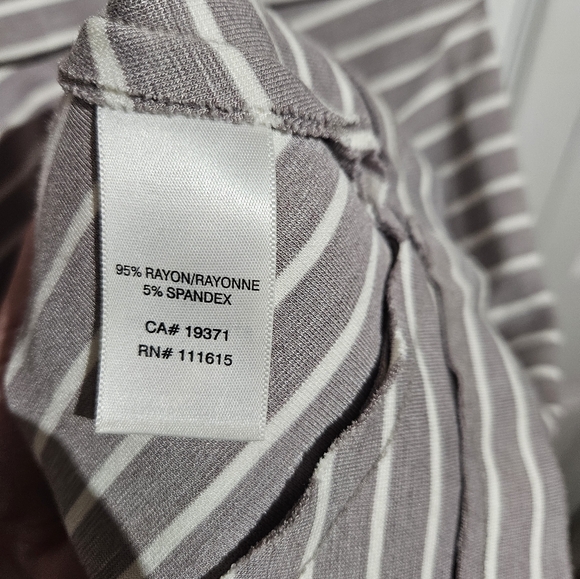 95% RAYON/RAYONNE
5% SPANDEX
CA# 19371
RN# 111615